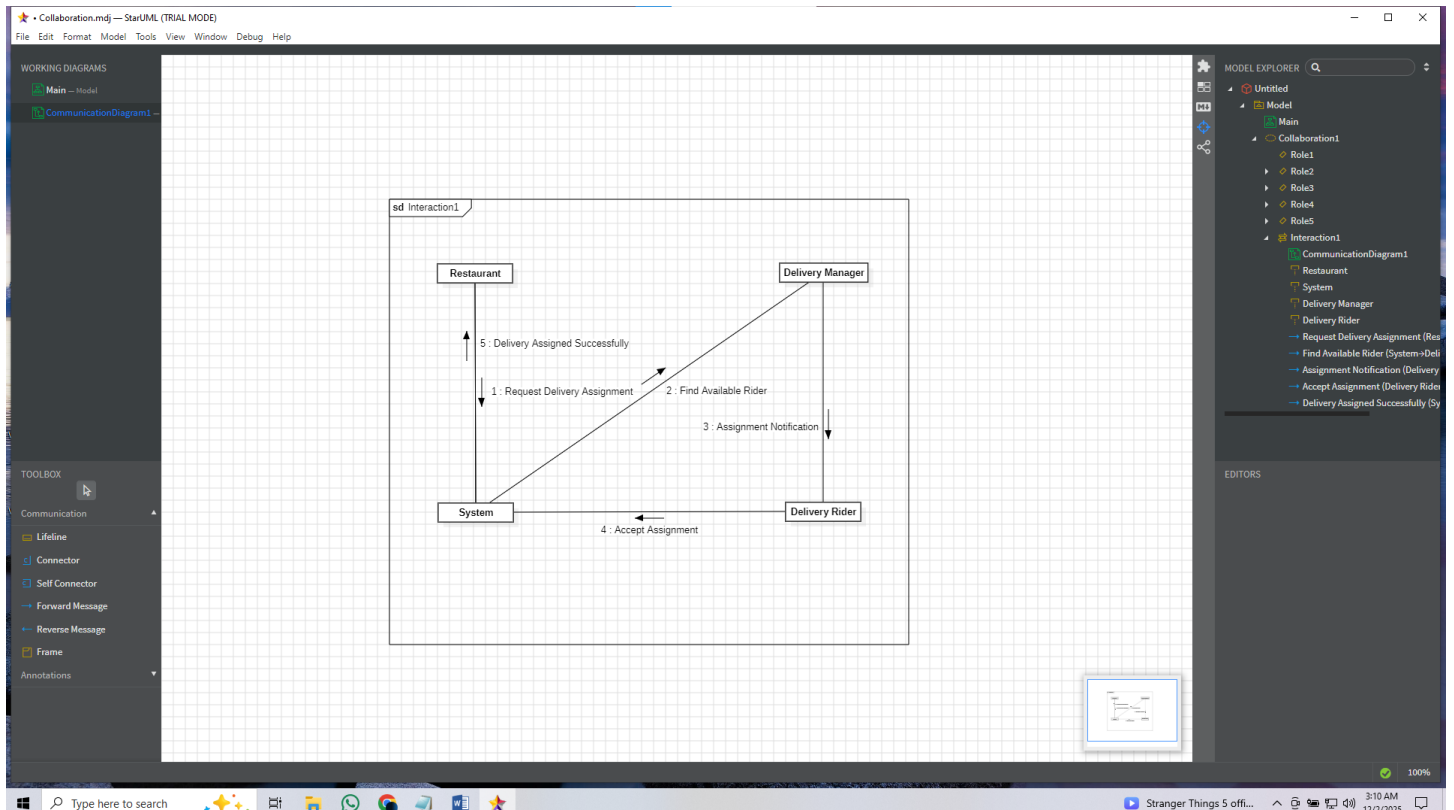 • Collaboration.mdj — StarUML (TRIAL MODE)
File Edit Format Model Tools View Window Debug Help
WORKING DIAGRAMS
Main — Model
CommunicationDiagram1 —
TOOLBOX
Communication
Lifeline
Connector
Self Connector
Forward Message
Reverse Message
Frame
Annotations
sd Interaction1
Restaurant
Delivery Manager
5 : Delivery Assigned Successfully
1 : Request Delivery Assignment
2 : Find Available Rider
3 : Assignment Notification
System
Delivery Rider
4 : Accept Assignment
MODEL EXPLORER
Untitled
Model
Main
Collaboration1
Role1
Role2
Role3
Role4
Role5
Interaction1
CommunicationDiagram1
Restaurant
System
Delivery Manager
Delivery Rider
Request Delivery Assignment (Res
Find Available Rider (System→Deli
Assignment Notification (Delivery
Accept Assignment (Delivery Ride
Delivery Assigned Successfully (Sy
EDITORS
100%
Type here to search
Stranger Things 5 offi...
3:10 AM
12/2/2025